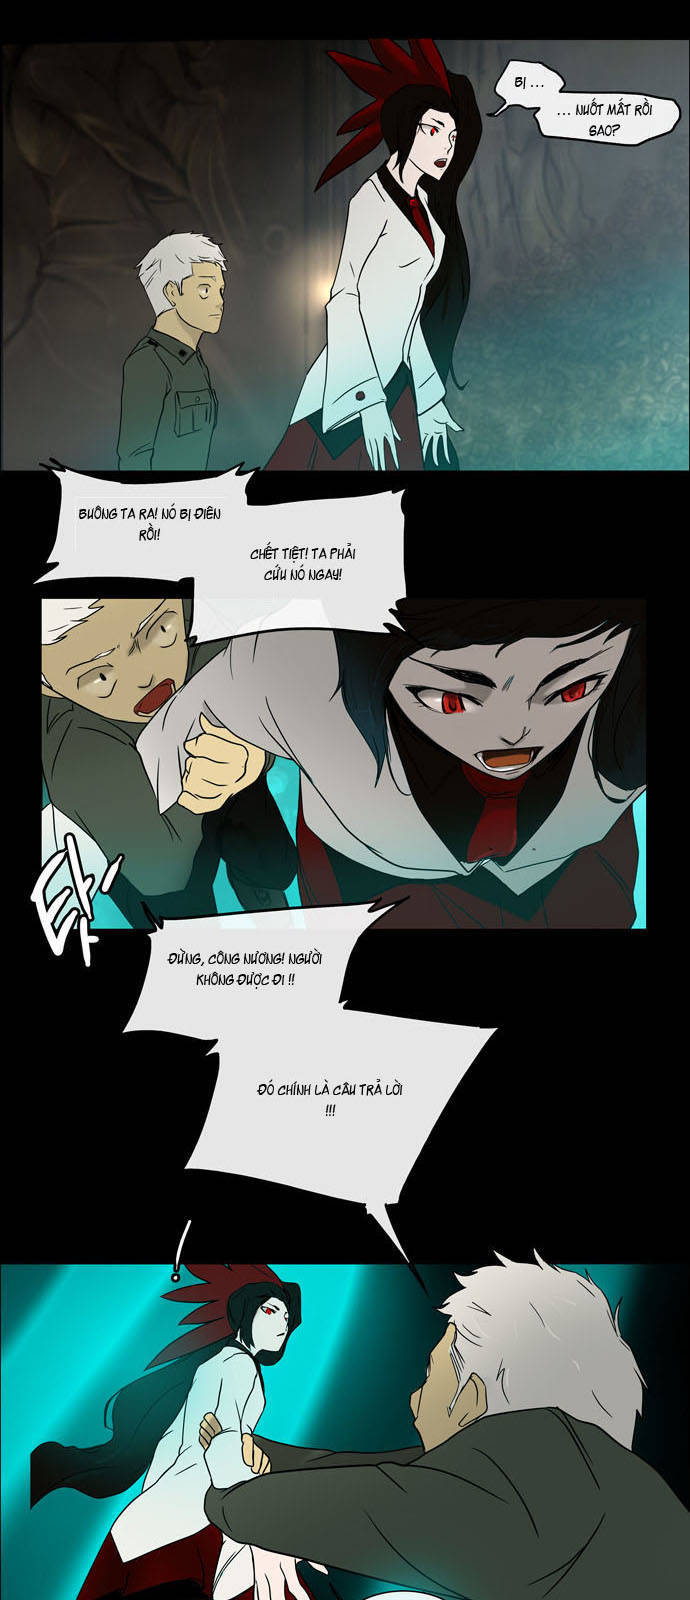 BỊ ...
... NUỐT MẤT RỒI
SAO?
BUÔNG TA RA! NÓ BỊ ĐIÊN
RỒI!
CHẾT TIỆT! TA PHẢI
CỨU NÓ NGAY!
탁
ĐỪNG, CÔNG NƯƠNG! NGƯỜI
KHÔNG ĐƯỢC ĐI !!
ĐÓ CHÍNH LÀ CÂU TRẢ LỜI
!!!
!